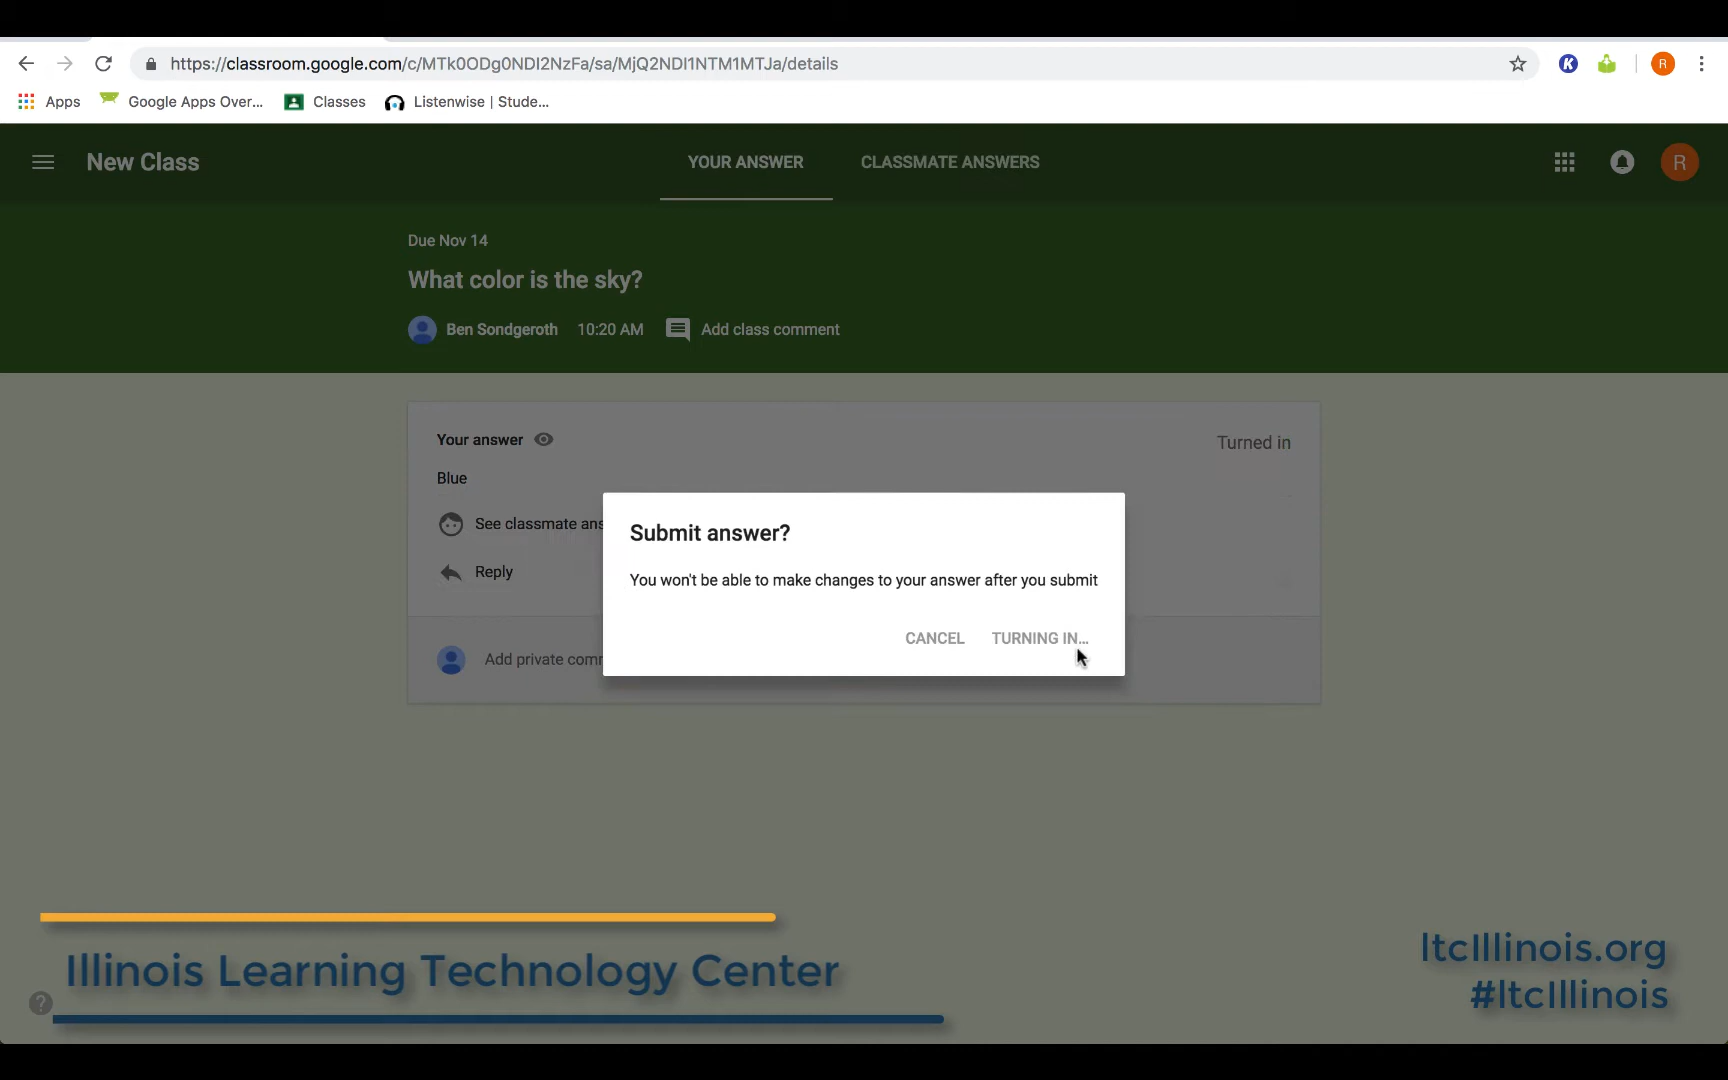 https://classroom.google.com/c/MTk0ODg0NDI2NzFa/sa/MjQ2NDI1NTM1MTJa/details
K
R
Apps
Google Apps Over...
Classes
Listenwise | Stude...
New Class
YOUR ANSWER
CLASSMATE ANSWERS
R
Due Nov 14
What color is the sky?
Ben Sondgeroth 10:20 AM Add class comment
Your answer
Turned in
Blue
See classmate ans
Reply
Submit answer?
You won't be able to make changes to your answer after you submit
CANCEL TURNING IN...
Add private comm
Illinois Learning Technology Center
ltcIllinois.org
#ltcIllinois
?